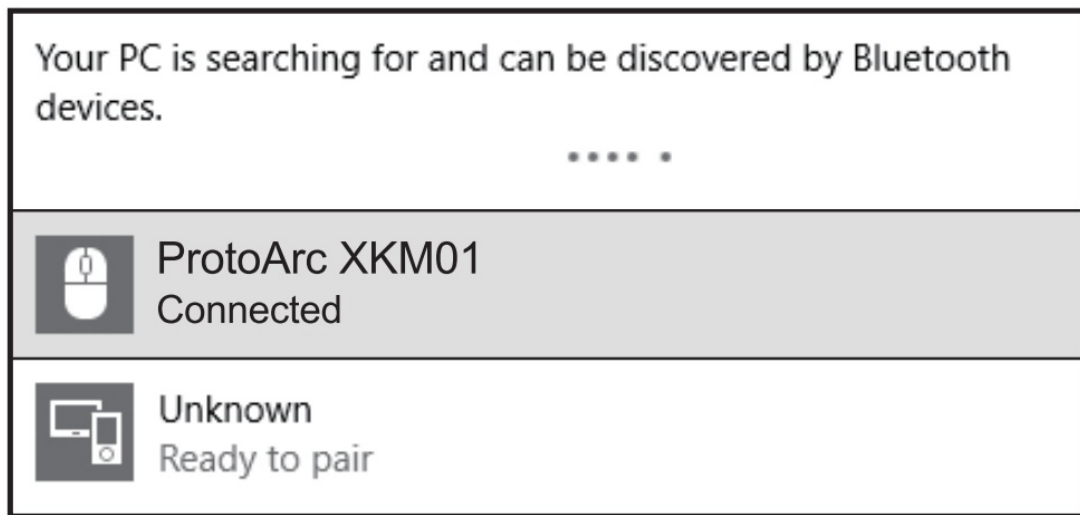 Your PC is searching for and can be discovered by Bluetooth
devices.
ProtoArc XKM01
Connected
Unknown
Ready to pair